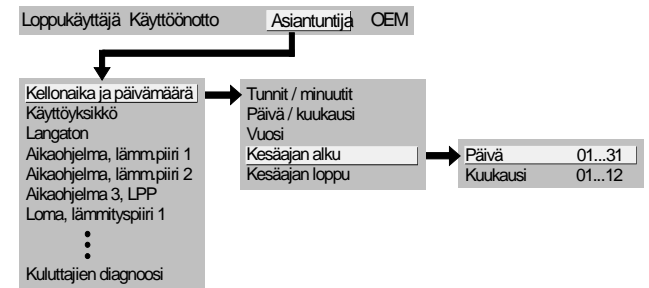 Loppukäyttäjä Käyttöönotto Asiantuntija OEM
Kellonaika ja päivämäärä
Käyttöyksikkö
Langaton
Aikaohjelma, lämm.piiri 1
Aikaohjelma, lämm.piiri 2
Aikaohjelma 3, LPP
Loma, lämmityspiiri 1
Kuluttajien diagnoosi
Tunnit / minuutit
Päivä / kuukausi
Vuosi
Kesäajan alku
Kesäajan loppu
Päivä 01...31
Kuukausi 01...12